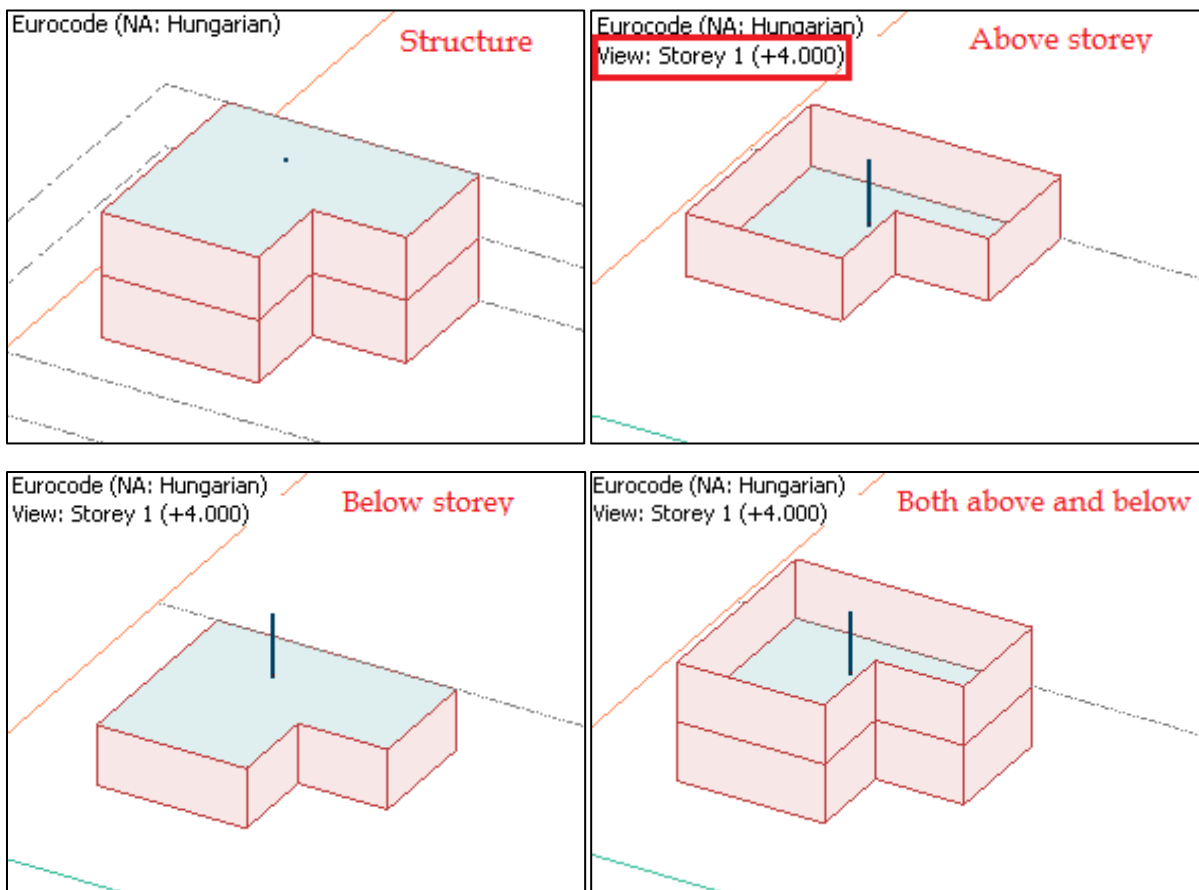 Eurocode (NA: Hungarian)
Structure
Eurocode (NA: Hungarian)
View: Storey 1 (+4.000)
Above storey
Eurocode (NA: Hungarian)
View: Storey 1 (+4.000)
Below storey
Eurocode (NA: Hungarian)
View: Storey 1 (+4.000)
Both above and below